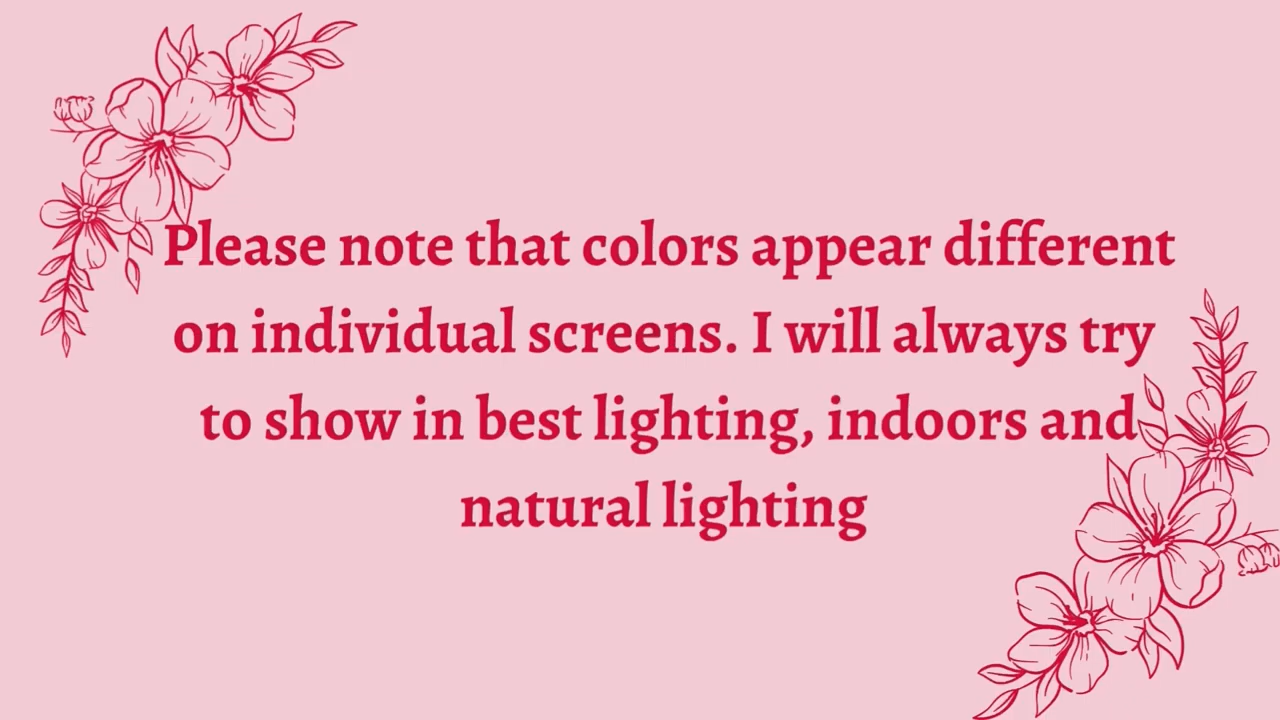 Please note that colors appear different
on individual screens. I will always try
to show in best lighting, indoors and
natural lighting